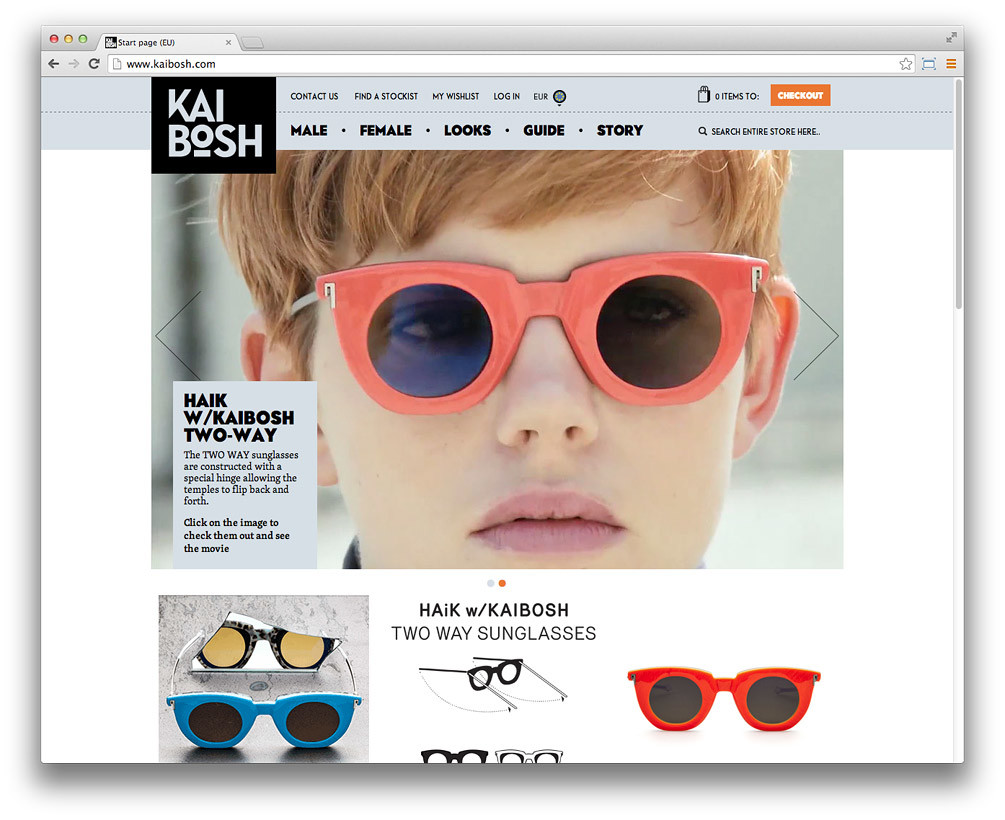 Start page (EU)
www.kaibosh.com
KAI
BOSH
CONTACT US FIND A STOCKIST MY WISHLIST LOG IN EUR
0 ITEMS TO: CHECKOUT
MALE • FEMALE • LOOKS • GUIDE • STORY
SEARCH ENTIRE STORE HERE..
HAIK
W/KAIBOSH
TWO-WAY
The TWO WAY sunglasses
are constructed with a
special hinge allowing the
temples to flip back and
forth.
Click on the image to
check them out and see
the movie
HAiK w/KAIBOSH
TWO WAY SUNGLASSES